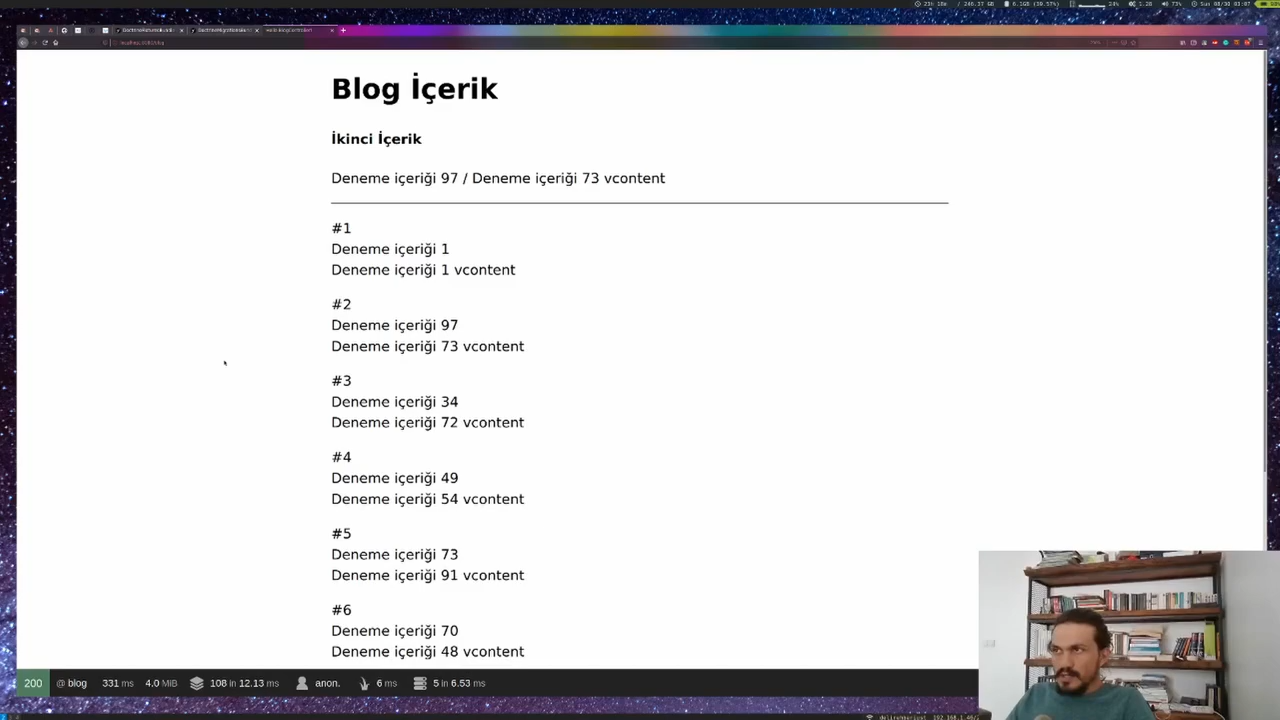 Blog İçerik
İkinci İçerik
Deneme içeriği 97 / Deneme içeriği 73 vcontent
#1
Deneme içeriği 1
Deneme içeriği 1 vcontent
#2
Deneme içeriği 97
Deneme içeriği 73 vcontent
#3
Deneme içeriği 34
Deneme içeriği 72 vcontent
#4
Deneme içeriği 49
Deneme içeriği 54 vcontent
#5
Deneme içeriği 73
Deneme içeriği 91 vcontent
#6
Deneme içeriği 70
Deneme içeriği 48 vcontent
200 @ blog 331 ms 4.0 MiB 108 in 12.13 ms anon. 6 ms 5 in 6.53 ms